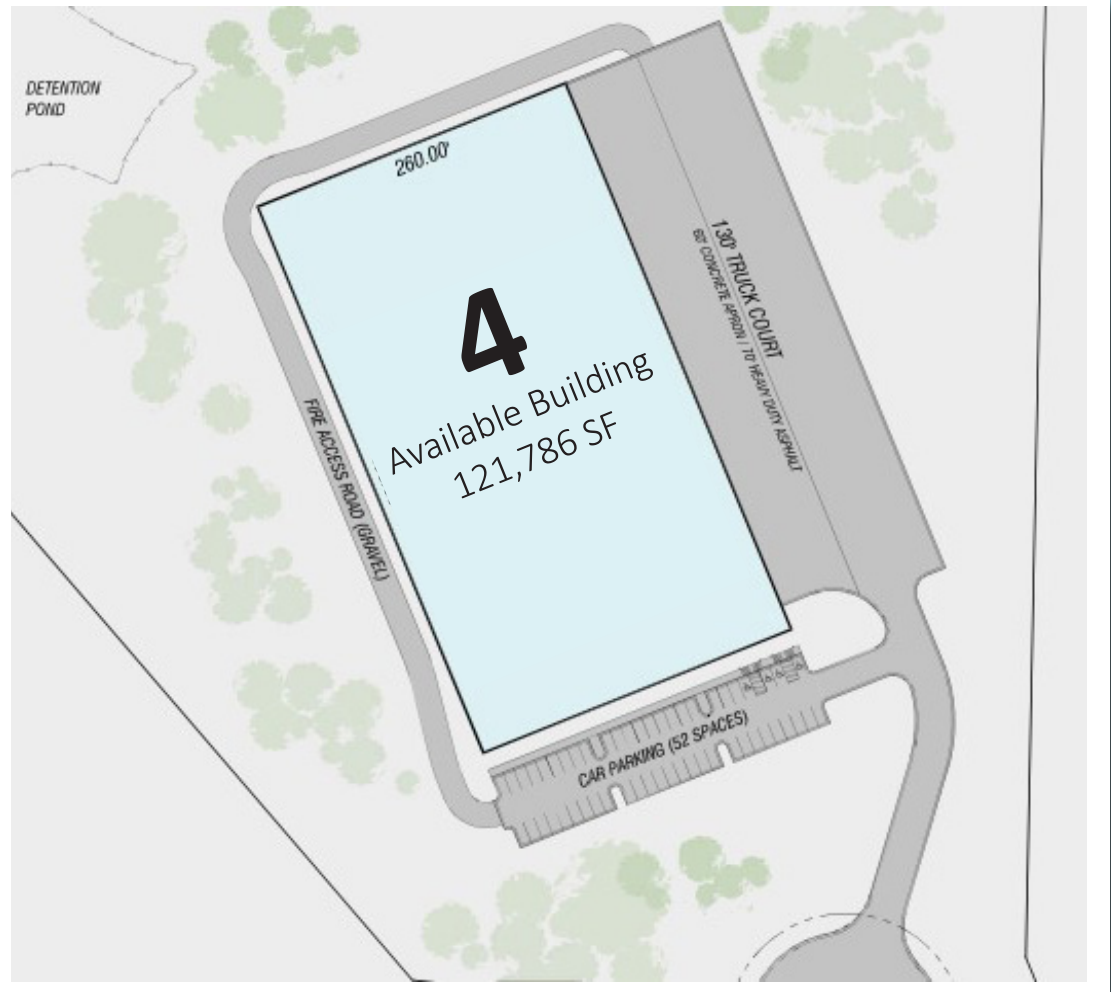 DETENTION
POND
260.00'
4
Available Building
121,786 SF
130' TRUCK COURT
60' CONCRETE APRON / 70' HEAVY DUTY ASPHALT
FIRE ACCESS ROAD (GRAVEL)
CAR PARKING (52 SPACES)